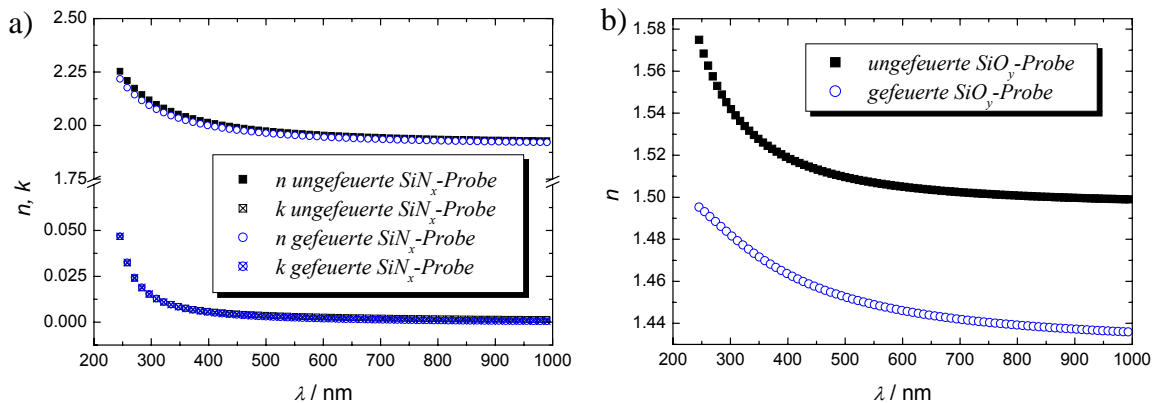 a)
2.50
2.25
2.00
1.75
0.050
0.025
0.000
n, k
n ungefeuerte SiNx-Probe
k ungefeuerte SiNx-Probe
n gefeuerte SiNx-Probe
k gefeuerte SiNx-Probe
200 300 400 500 600 700 800 900 1000
λ / nm
b)
1.58
1.56
1.54
1.52
1.50
1.48
1.46
1.44
n
ungefeuerte SiOy-Probe
gefeuerte SiOy-Probe
200 300 400 500 600 700 800 900 1000
λ / nm